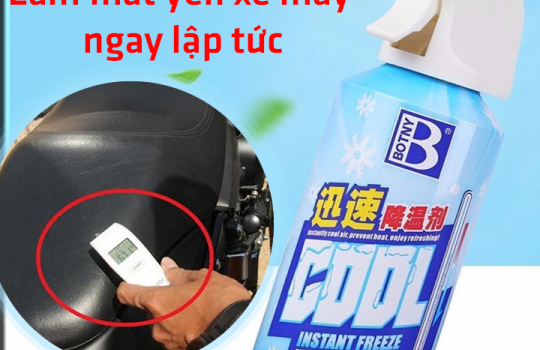 Làm mát yên xe máy
ngay lập tức
BOTNY
B
迅速降温剂
instantly cool air, prevent heat, enjoy refreshing!
COOL
INSTANT FREEZE